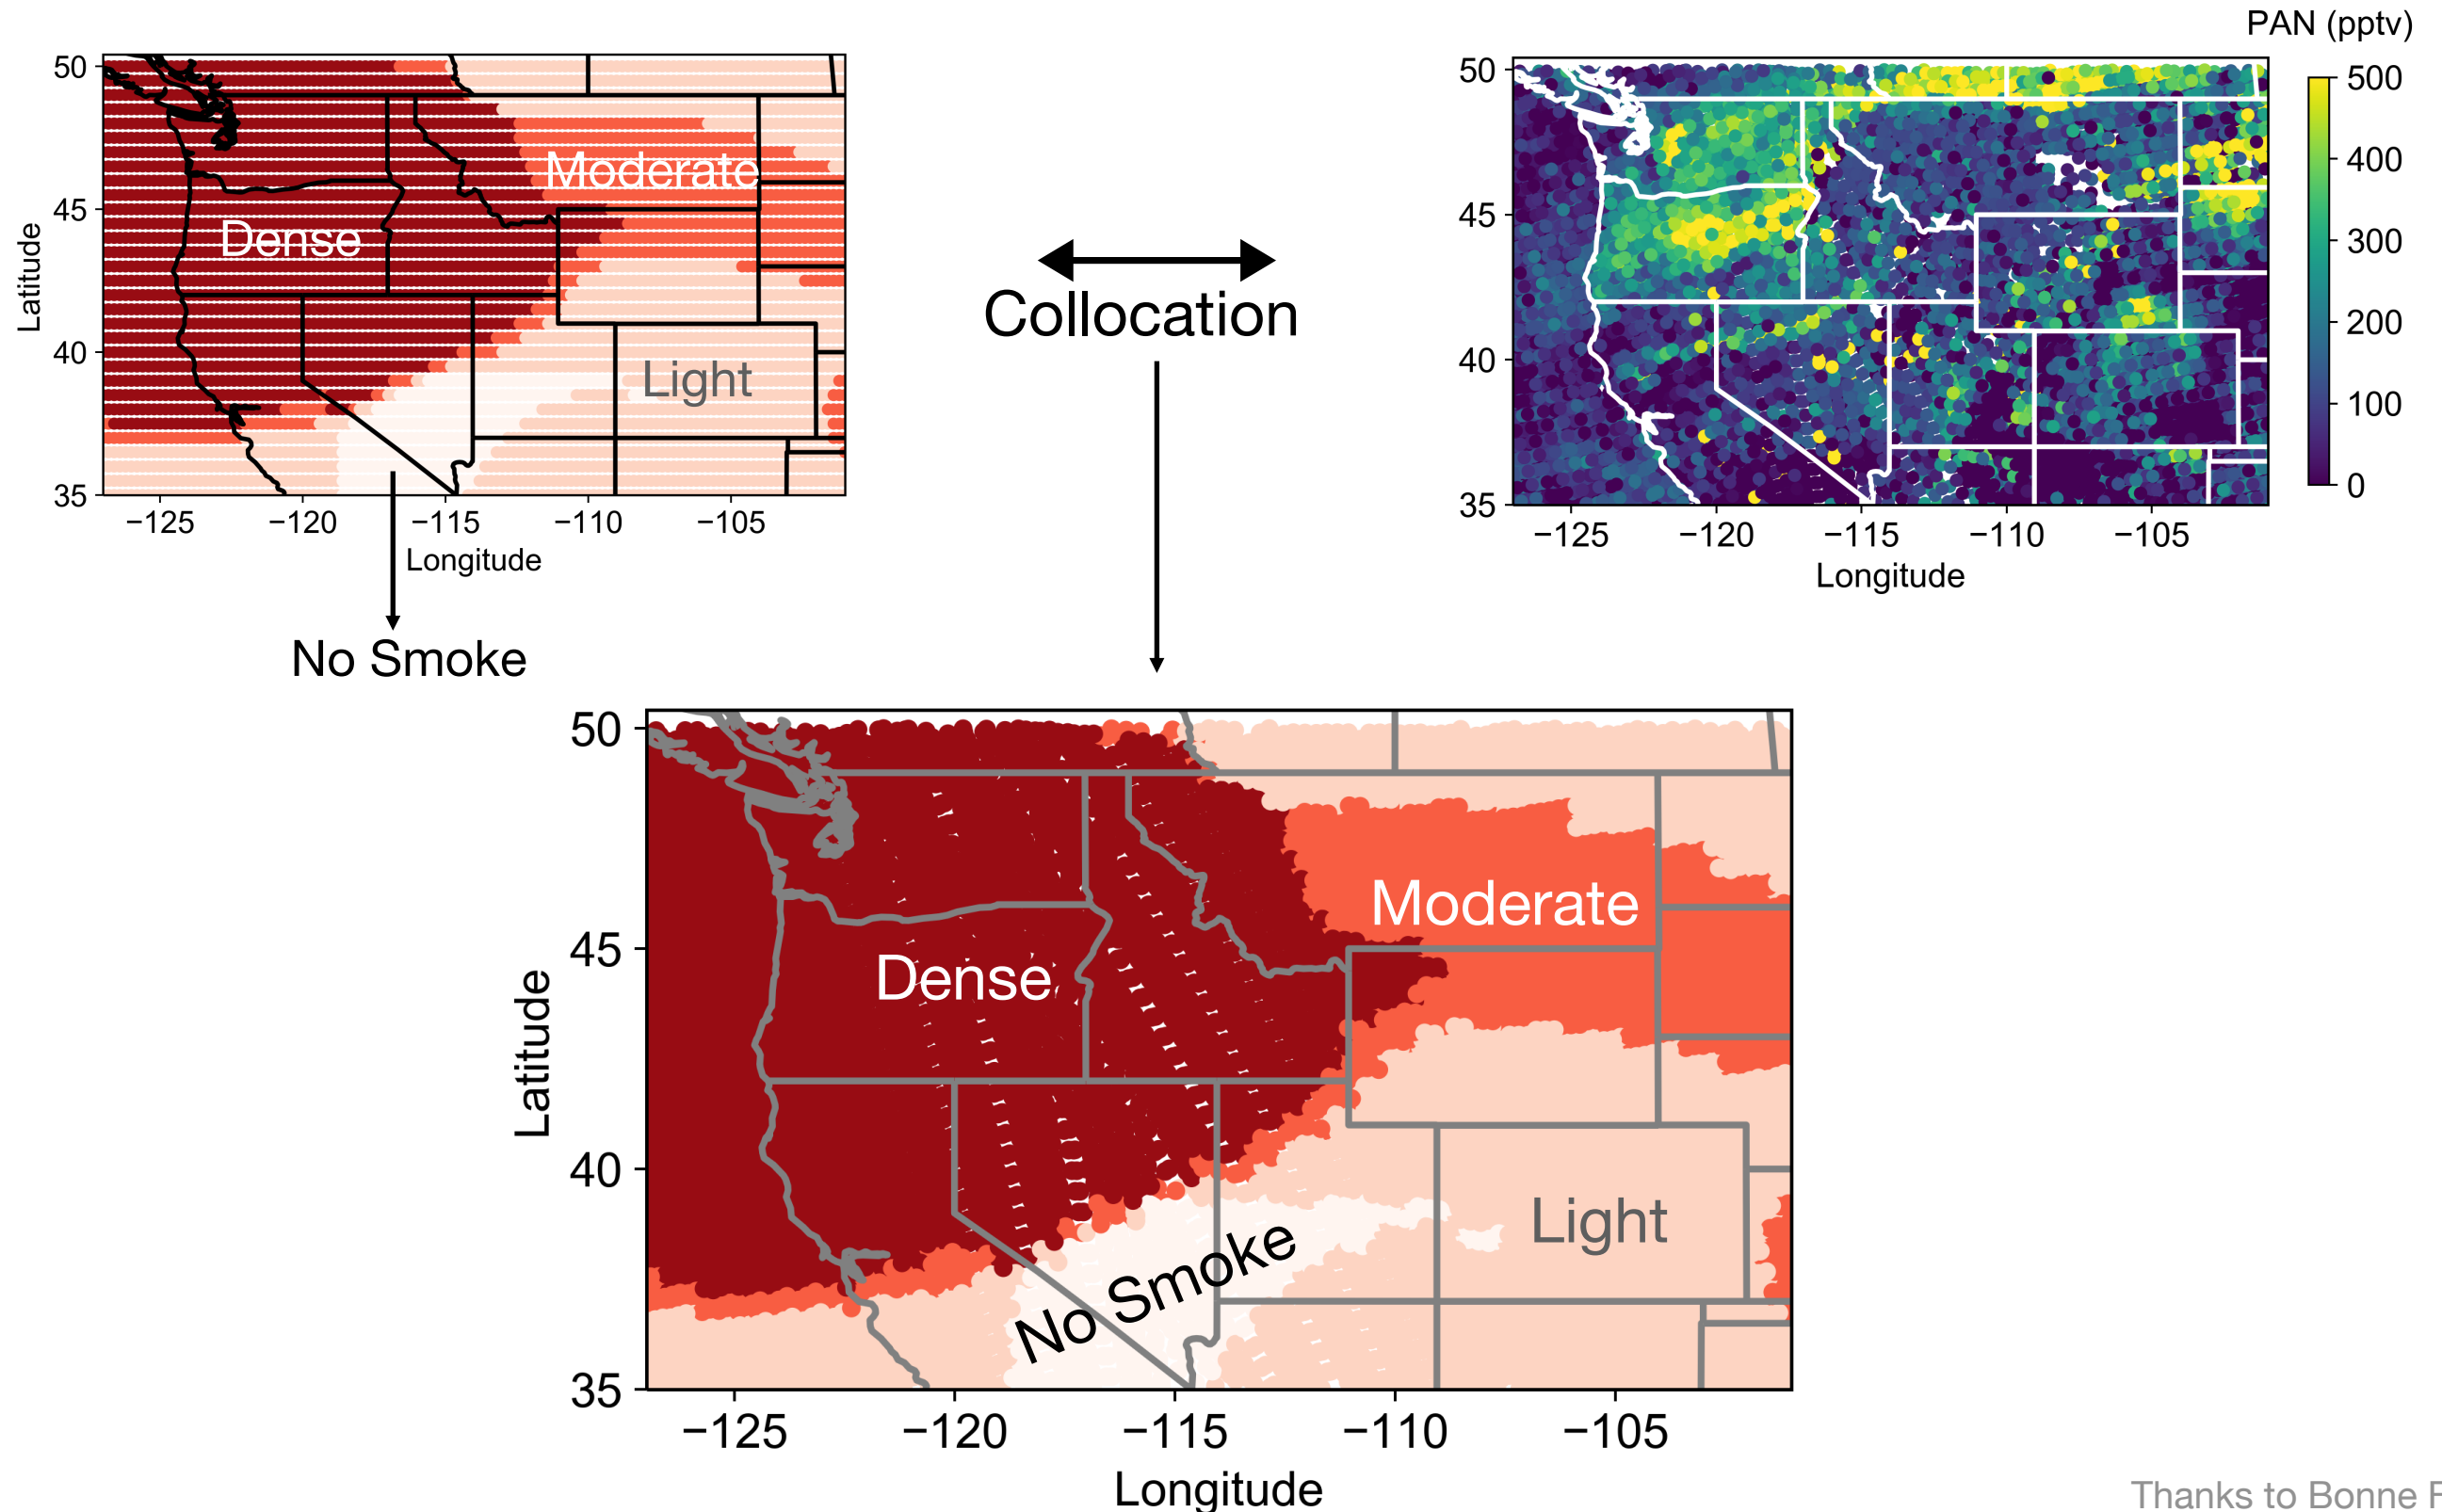 PAN (pptv)
50
45
40
35
Latitude
−125
−120
−115
−110
−105
Longitude
Moderate
Dense
Light
No Smoke
Collocation
50
45
40
35
−125
−120
−115
−110
−105
Longitude
500
400
300
200
100
0
50
45
40
35
Latitude
Moderate
Dense
Light
No Smoke
−125
−120
−115
−110
−105
Longitude
Thanks to Bonne